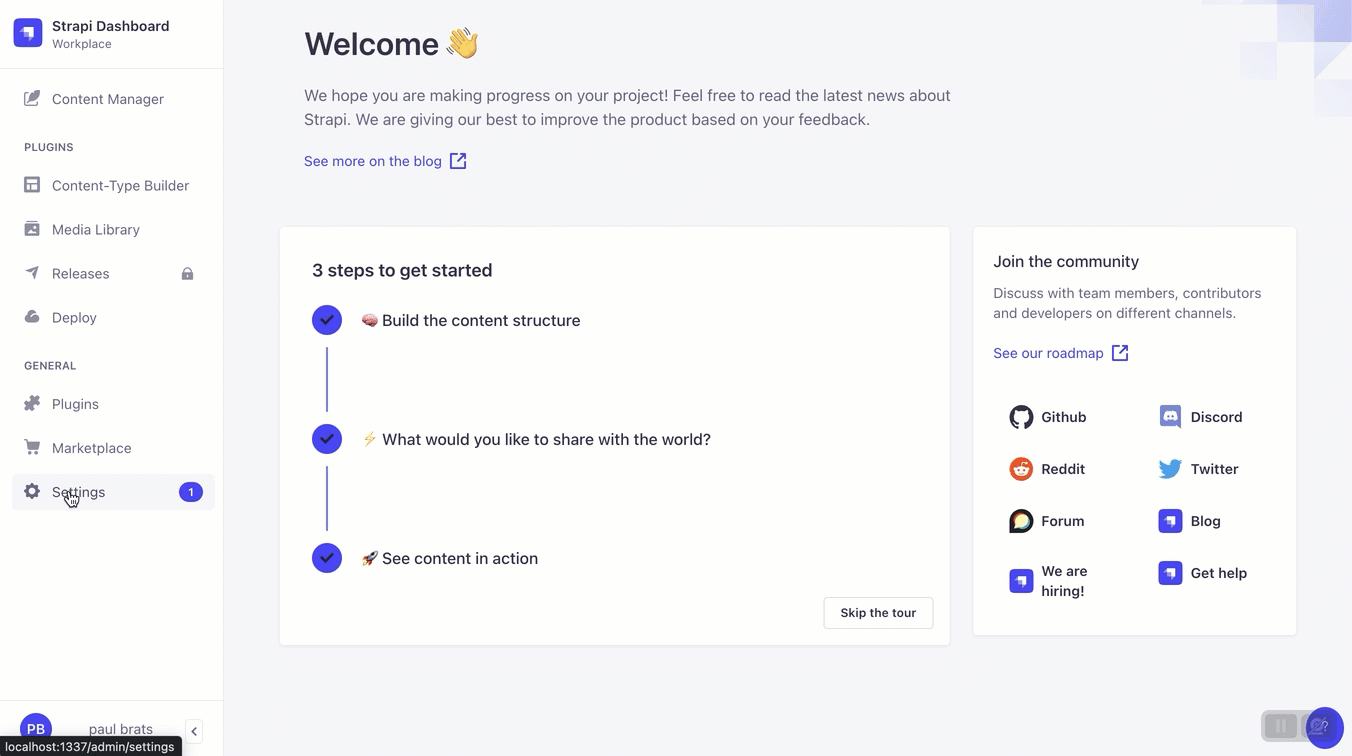 Strapi Dashboard
Workplace
Content Manager
PLUGINS
Content-Type Builder
Media Library
Releases
Deploy
GENERAL
Plugins
Marketplace
Settings 1
PB paul brats
localhost:1337/admin/settings
Welcome 👋
We hope you are making progress on your project! Feel free to read the latest news about
Strapi. We are giving our best to improve the product based on your feedback.
See more on the blog
3 steps to get started
🧠 Build the content structure
⚡ What would you like to share with the world?
🚀 See content in action
Skip the tour
Join the community
Discuss with team members, contributors
and developers on different channels.
See our roadmap
Github Discord
Reddit Twitter
Forum Blog
We are
hiring!
Get help
?